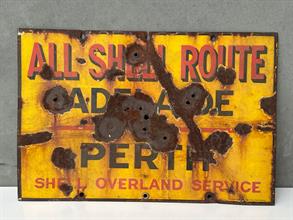 ALL SHELL ROUTE
ADELAIDE
PERTH
SHELL OVERLAND SERVICE